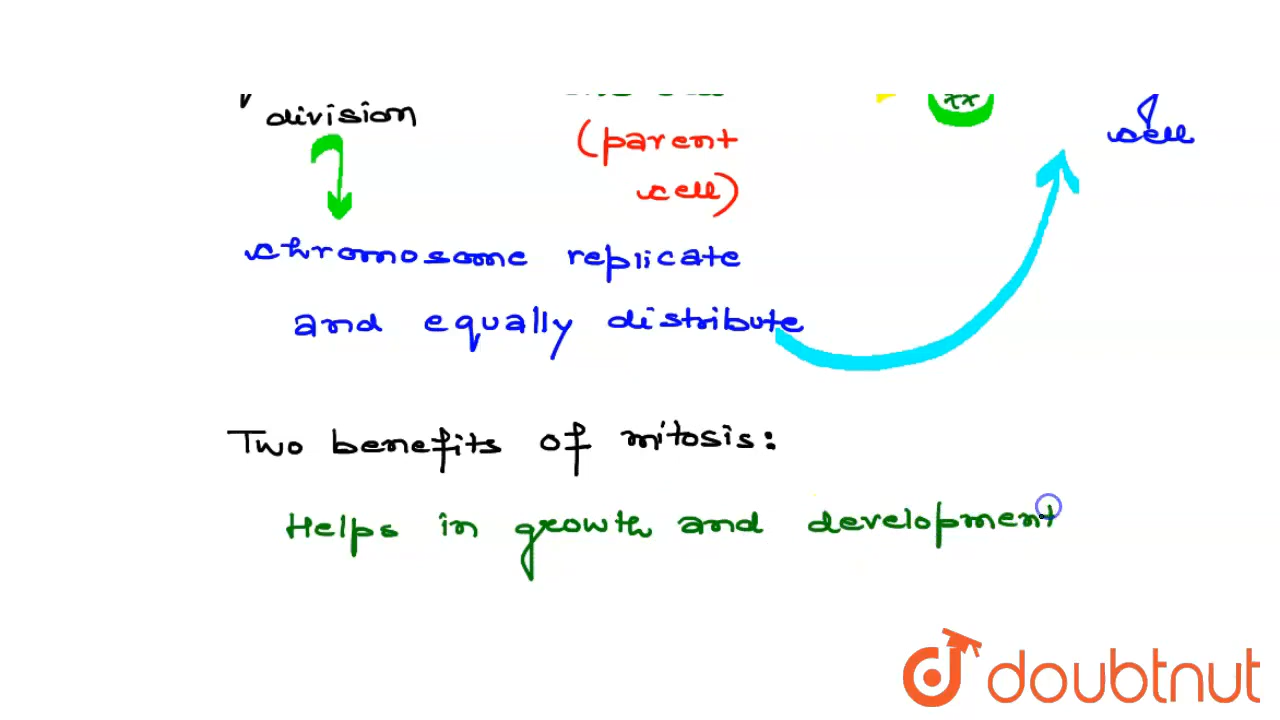 division
(parent
cell)
xx
cell
chromosome replicate
and equally distribute
Two benefits of mitosis:
Helps in growth and development
doubtnut